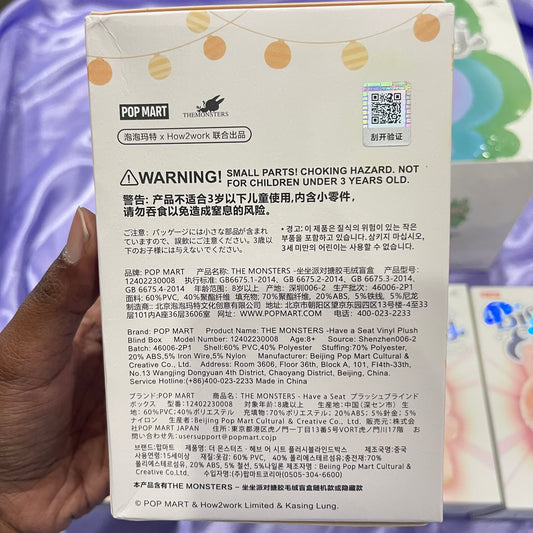 POP MART
THEMONSTERS
泡泡玛特 x How2work 联合出品
刮开验证
WARNING! SMALL PARTS! CHOKING HAZARD. NOT
FOR CHILDREN UNDER 3 YEARS OLD.
警告: 产品不适合3岁以下儿童使用,内含小零件,
请勿吞食以免造成窒息的风险。
ご注意: パッケージには小さな部品が含まれ
ていますので、誤飲にご注意ください。3歳以
下のお子様には与えないでください。
• 경고: 이 제품은 질식의 위험이 있는 작은
부품을 포함하고 있습니다. 삼키지 마십시오,
3세 미만의 어린이는 사용할 수 없습니다.
品牌: POP MART 产品名称: THE MONSTERS -坐坐派对搪胶毛绒盲盒 产品型号:
12402230008 执行标准: GB6675.1-2014, GB 6675.2-2014, GB 6675.3-2014,
GB 6675.4-2014 年龄范围: 8岁以上 产地: 深圳006-2 生产批次: 46006-2P1
面料: 60%PVC, 40%聚酯纤维 填充物: 70%聚酯纤维, 20%ABS, 5%铁线, 5%尼龙
制造商: 北京泡泡玛特文化创意有限公司 地址: 北京市朝阳区望京东园四区13号楼-4至33
层101内A座36层3606室 官网: WWW.POPMART.COM 服务热线: 400-023-2233
Brand: POP MART Product Name: THE MONSTERS -Have a Seat Vinyl Plush
Blind Box Model Number: 12402230008 Age:8+ Source: Shenzhen006-2
Batch: 46006-2P1 Shell:60% PVC,40% Polyester Stuffing:70% Polyester,
20% ABS,5% Iron Wire,5% Nylon Manufacturer: Beijing Pop Mart Cultural &
Creative Co., Ltd. Address: Room 3606, Floor 36th, Block A, 101, Fl4th-33th,
No.13 Wangjing Dongyuan 4th District, Chaoyang District, Beijing, China.
Service Hotline:(+86)400-023-2233 Made In China
ブランド:POP MART 商品名: THE MONSTERS - Have a Seat プラッシュブラインド
ボックス 型番: 12402230008 対象年齢:8歳以上 生産地: 中国 (深セン市) 生
地: 60%PVC; 40%ポリエステル 充填物: 70%ポリエステル; 20%ABS; 5%針金; 5%
ナイロン 生産者: Beijing Pop Mart Cultural & Creative Co., Ltd. 販売元: 株式会
社POP MART JAPAN 住所: 東京都港区虎ノ門一丁目13番5号VORT虎ノ門17階 お
問い合わせ先:usersupport@popmart.co.jp
브랜드:팝마트 제품명: 더 몬스터즈 - 해브 어 시트 플러시블라인드박스 제조국: 중국
사용연령:15세이상 재질:옷감: 60% PVC, 40% 폴리에스테르섬유;충전재:70%
폴리에스테르섬유, 20% ABS, 5% 철선, 5%나일론 제조자명: Beijing Pop Mart Cultural &
Creative Co.Ltd. 수입자명:(주)팝마트코리아(0505-304-6600)
本产品含有THE MONSTERS - 坐坐派对搪胶毛绒盲盒随机款或隐藏款
© POP MART & How2work Limited & Kasing Lung.